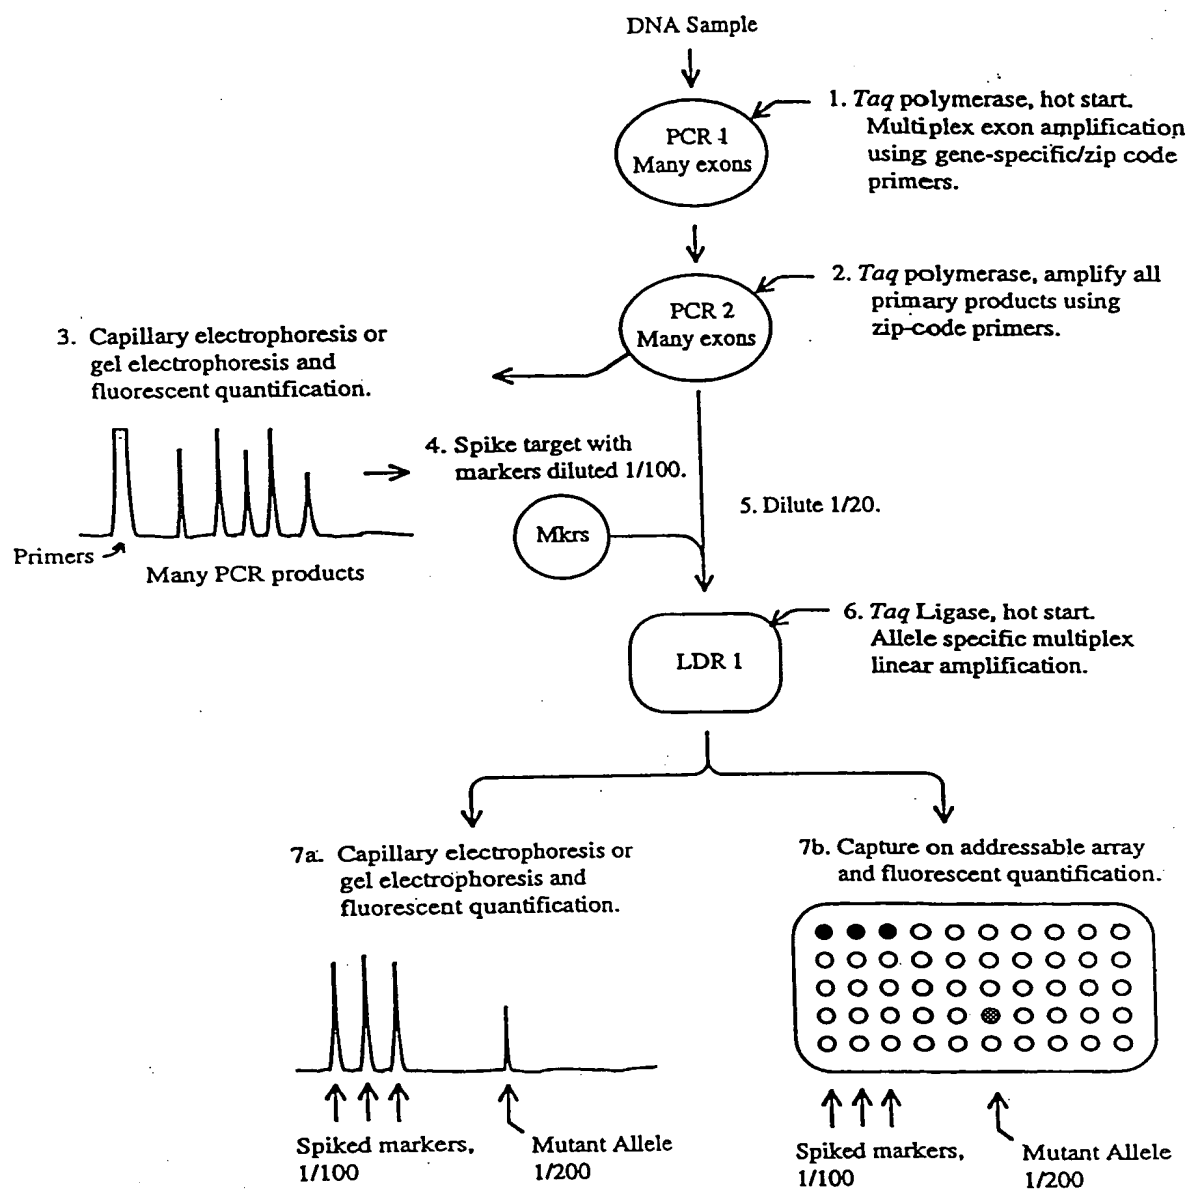 DNA Sample
PCR 1
Many exons
1. Taq polymerase, hot start.
Multiplex exon amplification
using gene-specific/zip code
primers.
PCR 2
Many exons
2. Taq polymerase, amplify all
primary products using
zip-code primers.
3. Capillary electrophoresis or
gel electrophoresis and
fluorescent quantification.
Primers
Many PCR products
4. Spike target with
markers diluted 1/100.
Mkrs
5. Dilute 1/20.
LDR 1
6. Taq Ligase, hot start.
Allele specific multiplex
linear amplification.
7a. Capillary electrophoresis or
gel electrophoresis and
fluorescent quantification.
Spiked markers,
1/100
Mutant Allele
1/200
7b. Capture on addressable array
and fluorescent quantification.
Spiked markers,
1/100
Mutant Allele
1/200